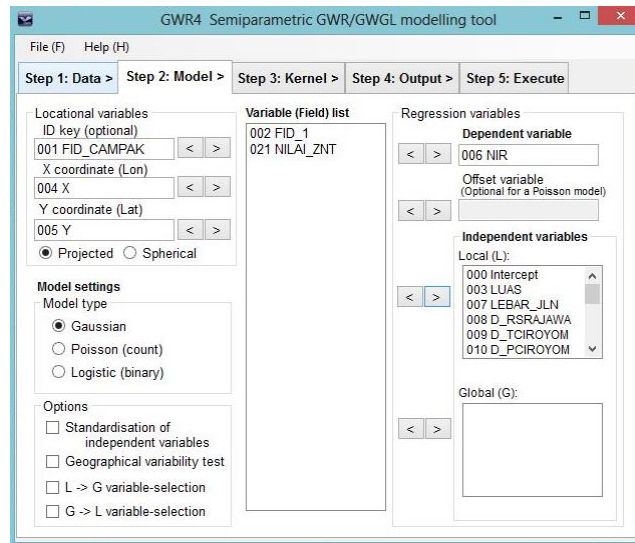 GWR4 Semiparametric GWR/GWGL modelling tool
File (F) Help (H)
Step 1: Data > Step 2: Model > Step 3: Kernel > Step 4: Output > Step 5: Execute
Locational variables
ID key (optional)
001 FID_CAMPAK < >
X coordinate (Lon)
004 X < >
Y coordinate (Lat)
005 Y < >
Projected Spherical
Model settings
Model type
Gaussian
Poisson (count)
Logistic (binary)
Options
Standardisation of
independent variables
Geographical variability test
L -> G variable-selection
G -> L variable-selection
Variable (Field) list
002 FID_1
021 NILAI_ZNT
Regression variables
Dependent variable
< > 006 NIR
Offset variable
(Optional for a Poisson model)
< >
Independent variables
Local (L):
000 Intercept
003 LUAS
< > 007 LEBAR_JLN
008 D_RSRAJAWA
009 D_TCIROYOM
010 D_PCIROYOM
Global (G):
< >